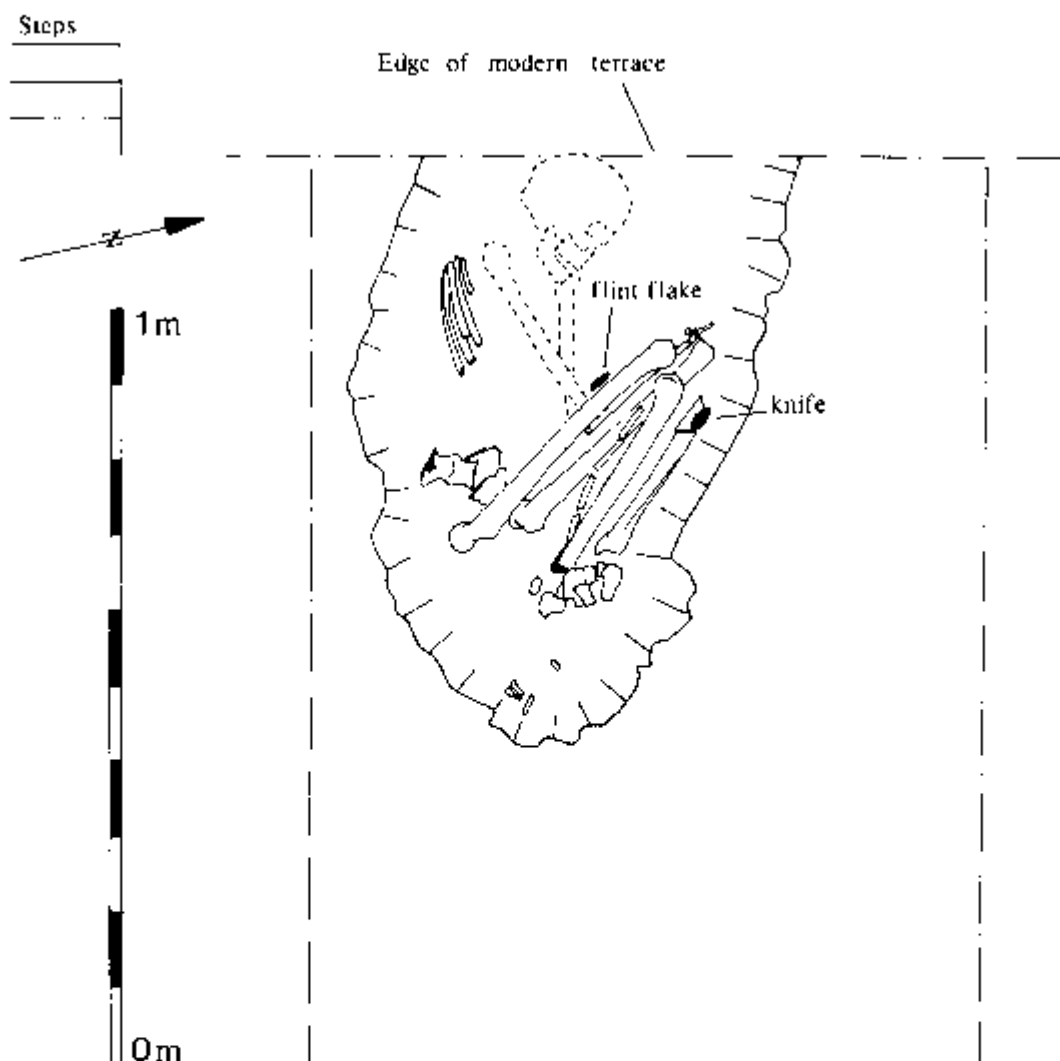 Steps
Edge of modern terrace
Z
1m
flint flake
knife
0m